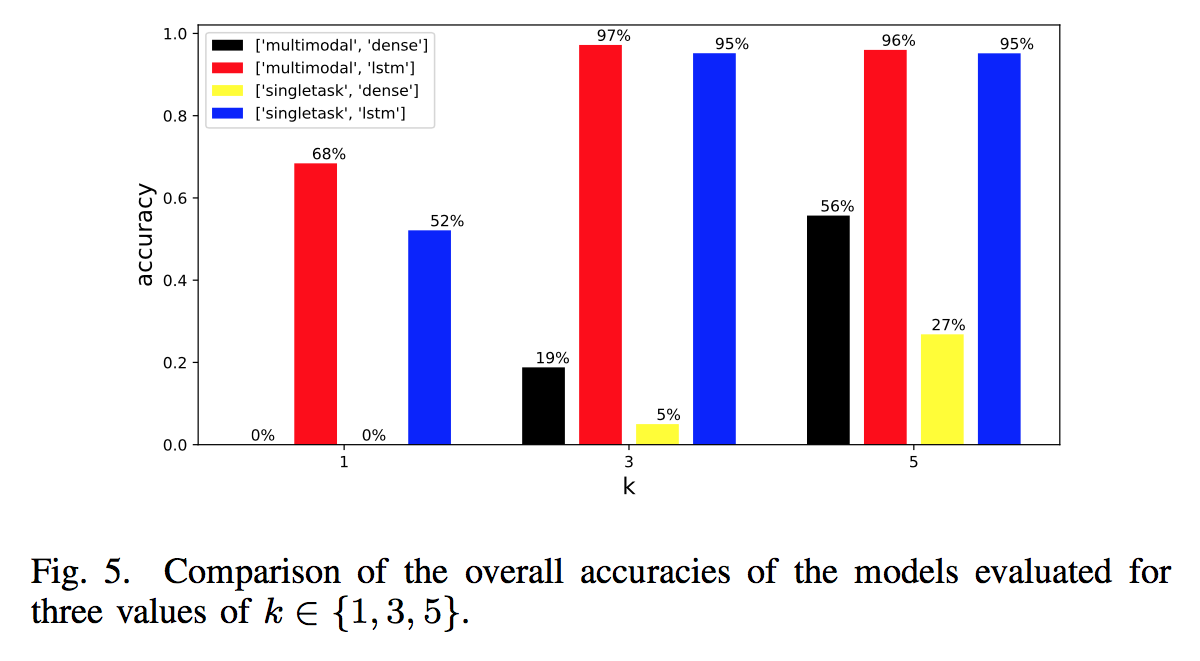 1.0
0.8
0.6
0.4
0.2
0.0
accuracy
['multimodal', 'dense']
['multimodal', 'lstm']
['singletask', 'dense']
['singletask', 'lstm']
0%
68%
0%
52%
19%
97%
5%
95%
56%
96%
27%
95%
1
3
5
k
Fig. 5. Comparison of the overall accuracies of the models evaluated for
three values of k ∈ {1, 3, 5}.